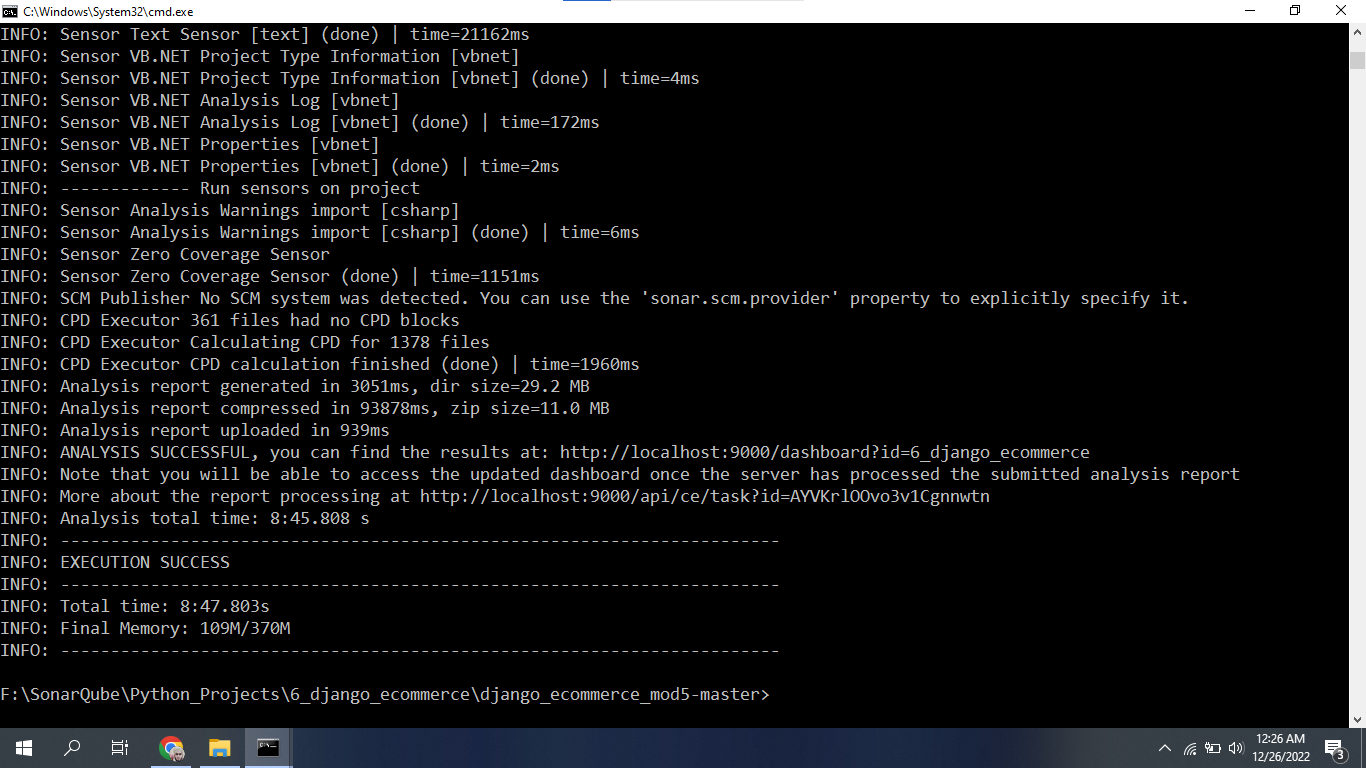 C:\Windows\System32\cmd.exe
INFO: Sensor Text Sensor [text] (done) | time=21162ms
INFO: Sensor VB.NET Project Type Information [vbnet]
INFO: Sensor VB.NET Project Type Information [vbnet] (done) | time=4ms
INFO: Sensor VB.NET Analysis Log [vbnet]
INFO: Sensor VB.NET Analysis Log [vbnet] (done) | time=172ms
INFO: Sensor VB.NET Properties [vbnet]
INFO: Sensor VB.NET Properties [vbnet] (done) | time=2ms
INFO: ------------- Run sensors on project
INFO: Sensor Analysis Warnings import [csharp]
INFO: Sensor Analysis Warnings import [csharp] (done) | time=6ms
INFO: Sensor Zero Coverage Sensor
INFO: Sensor Zero Coverage Sensor (done) | time=1151ms
INFO: SCM Publisher No SCM system was detected. You can use the 'sonar.scm.provider' property to explicitly specify it.
INFO: CPD Executor 361 files had no CPD blocks
INFO: CPD Executor Calculating CPD for 1378 files
INFO: CPD Executor CPD calculation finished (done) | time=1960ms
INFO: Analysis report generated in 3051ms, dir size=29.2 MB
INFO: Analysis report compressed in 93878ms, zip size=11.0 MB
INFO: Analysis report uploaded in 939ms
INFO: ANALYSIS SUCCESSFUL, you can find the results at: http://localhost:9000/dashboard?id=6_django_ecommerce
INFO: Note that you will be able to access the updated dashboard once the server has processed the submitted analysis report
INFO: More about the report processing at http://localhost:9000/api/ce/task?id=AYVKrlOOvo3v1Cgnnwtn
INFO: Analysis total time: 8:45.808 s
INFO: ------------------------------------------------------------------------
INFO: EXECUTION SUCCESS
INFO: ------------------------------------------------------------------------
INFO: Total time: 8:47.803s
INFO: Final Memory: 109M/370M
INFO: ------------------------------------------------------------------------
F:\SonarQube\Python_Projects\6_django_ecommerce\django_ecommerce_mod5-master>
12:26 AM
12/26/2022
3